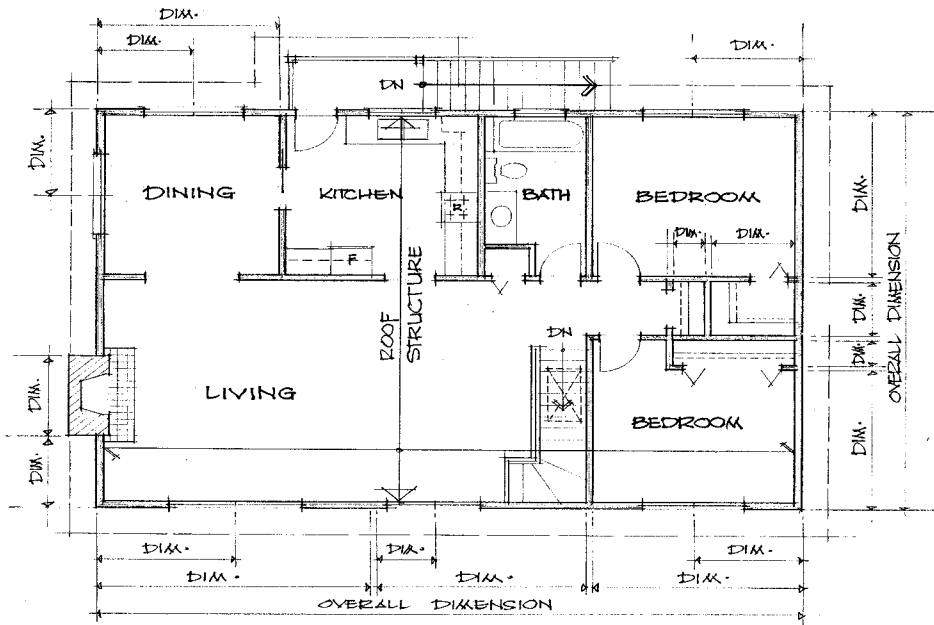 DIM.
DIM.
DIM.
DN
DIM.
DINING
KITCHEN
BATH
BEDROOM
DIM.
R
DIM.
DIM.
F
ROOF
STRUCTURE
DIM.
OVERALL DIMENSION
DN
DIM.
LIVING
DIM.
BEDROOM
DIM.
DIM.
DIM.
DIM.
DIM.
DIM.
DIM.
DIM.
DIM.
OVERALL DIMENSION